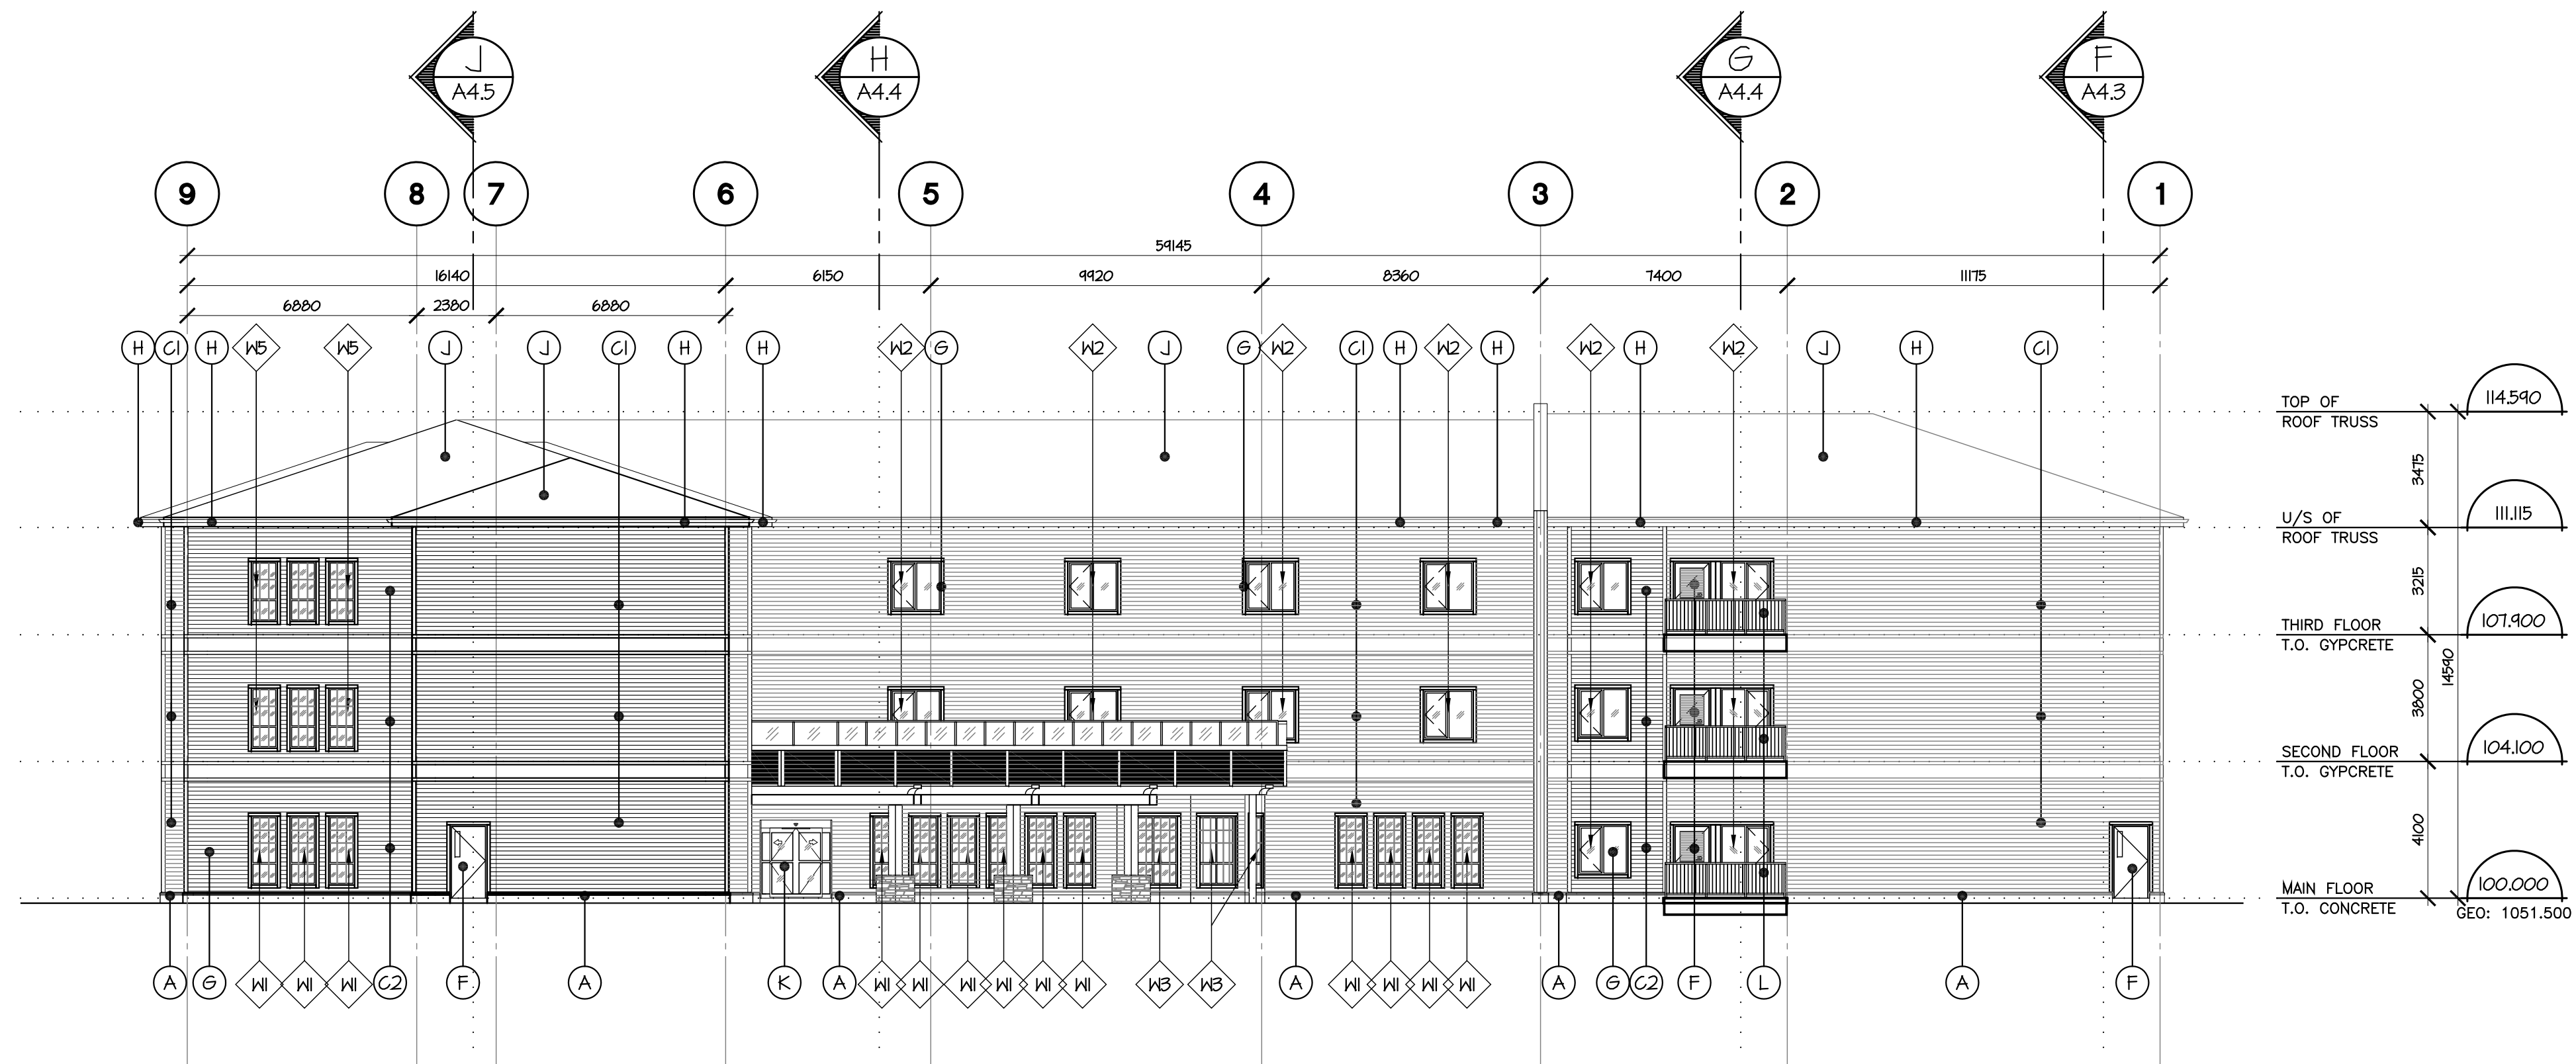 J H G F
A4.5 A4.4 A4.4 A4.3
9 8 7 6 5 4 3 2 1
59145
16140 6150 9920 8360 7400 11175
6880 2380 6880
H C1 H W5 W5 J J C1 H H W2 G W2 J G W2 C1 H W2 H W2 H W2 J H C1
TOP OF
ROOF TRUSS
114.590
3475
U/S OF
ROOF TRUSS
111.115
3215
THIRD FLOOR
T.O. GYPCRETE
107.900
14590
3800
SECOND FLOOR
T.O. GYPCRETE
104.100
4100
MAIN FLOOR
T.O. CONCRETE
100.000
GEO: 1051.500
A G W1 W1 W1 C2 F A K A W1 W1 W1 W1 W1 W1 W3 W3 A W1 W1 W1 W1 A G C2 F L A F